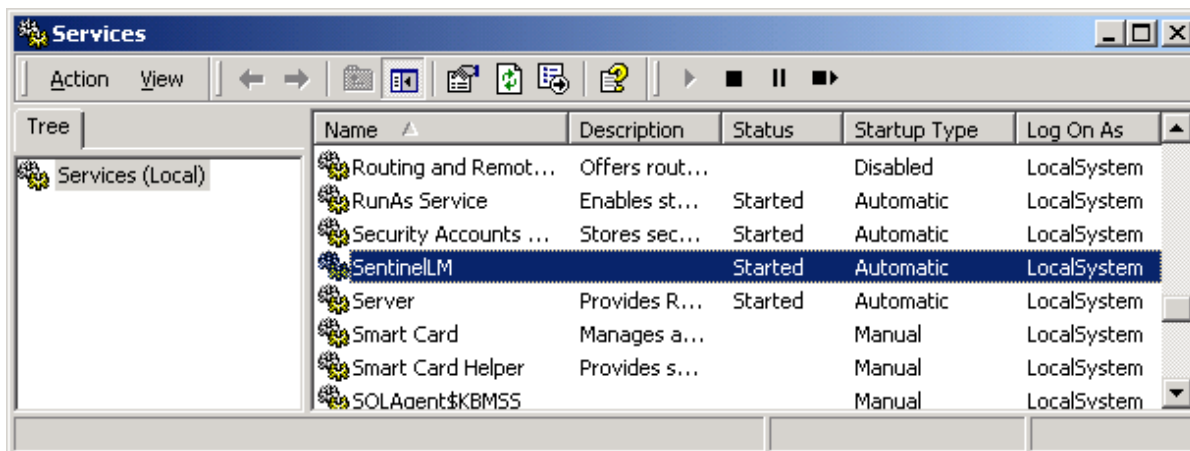 Services
Action View
Tree
Name Description Status Startup Type Log On As
Services (Local)
Routing and Remot... Offers rout... Disabled LocalSystem
RunAs Service Enables st... Started Automatic LocalSystem
Security Accounts ... Stores sec... Started Automatic LocalSystem
SentinelLM Started Automatic LocalSystem
Server Provides R... Started Automatic LocalSystem
Smart Card Manages a... Manual LocalSystem
Smart Card Helper Provides s... Manual LocalSystem
SQLAgent$KBMSS Manual LocalSystem